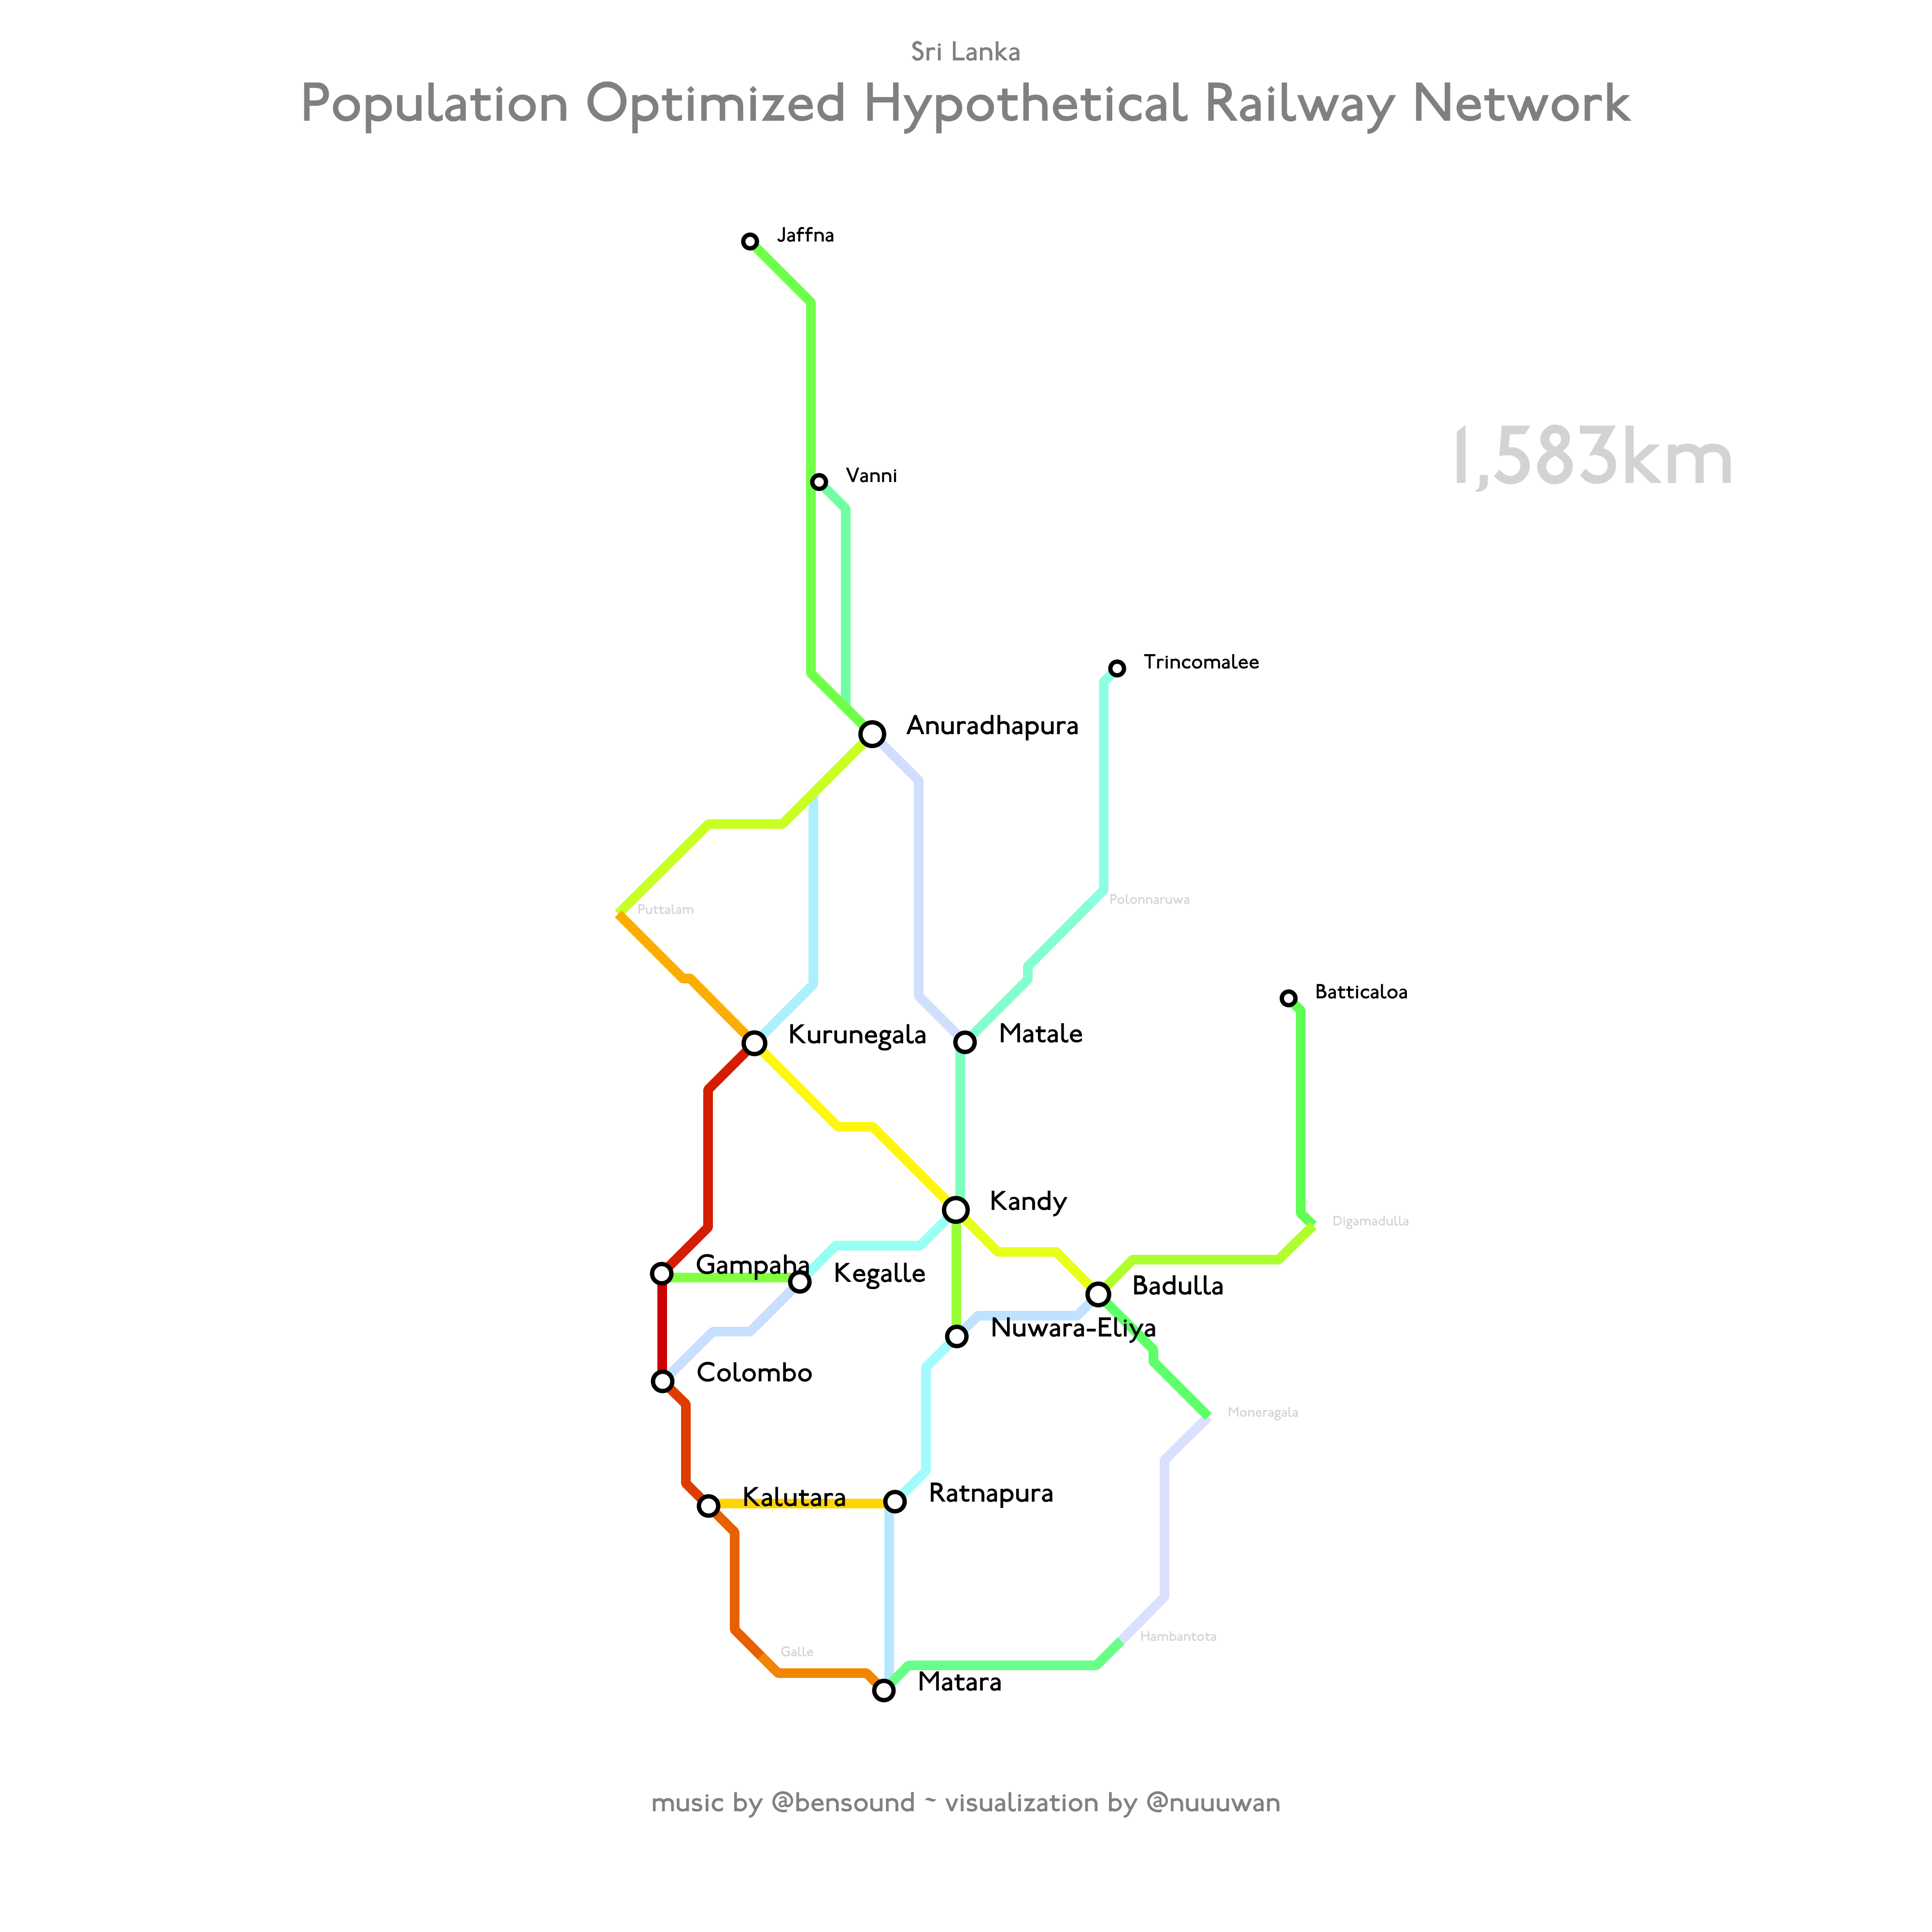 Sri Lanka
Population Optimized Hypothetical Railway Network
Jaffna
1,583km
Vanni
Trincomalee
Anuradhapura
Polonnaruwa
Puttalam
Batticaloa
Kurunegala
Matale
Kandy
Digamadulla
Gampaha
Kegalle
Badulla
Nuwara-Eliya
Colombo
Moneragala
Kalutara
Ratnapura
Hambantota
Galle
Matara
music by @bensound ~ visualization by @nuuuwan